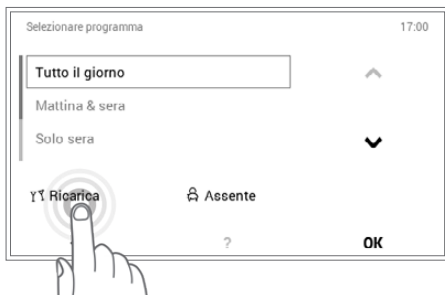 Selezionare programma 17:00
Tutto il giorno
Mattina & sera
Solo sera
Ricarica Assente
? OK